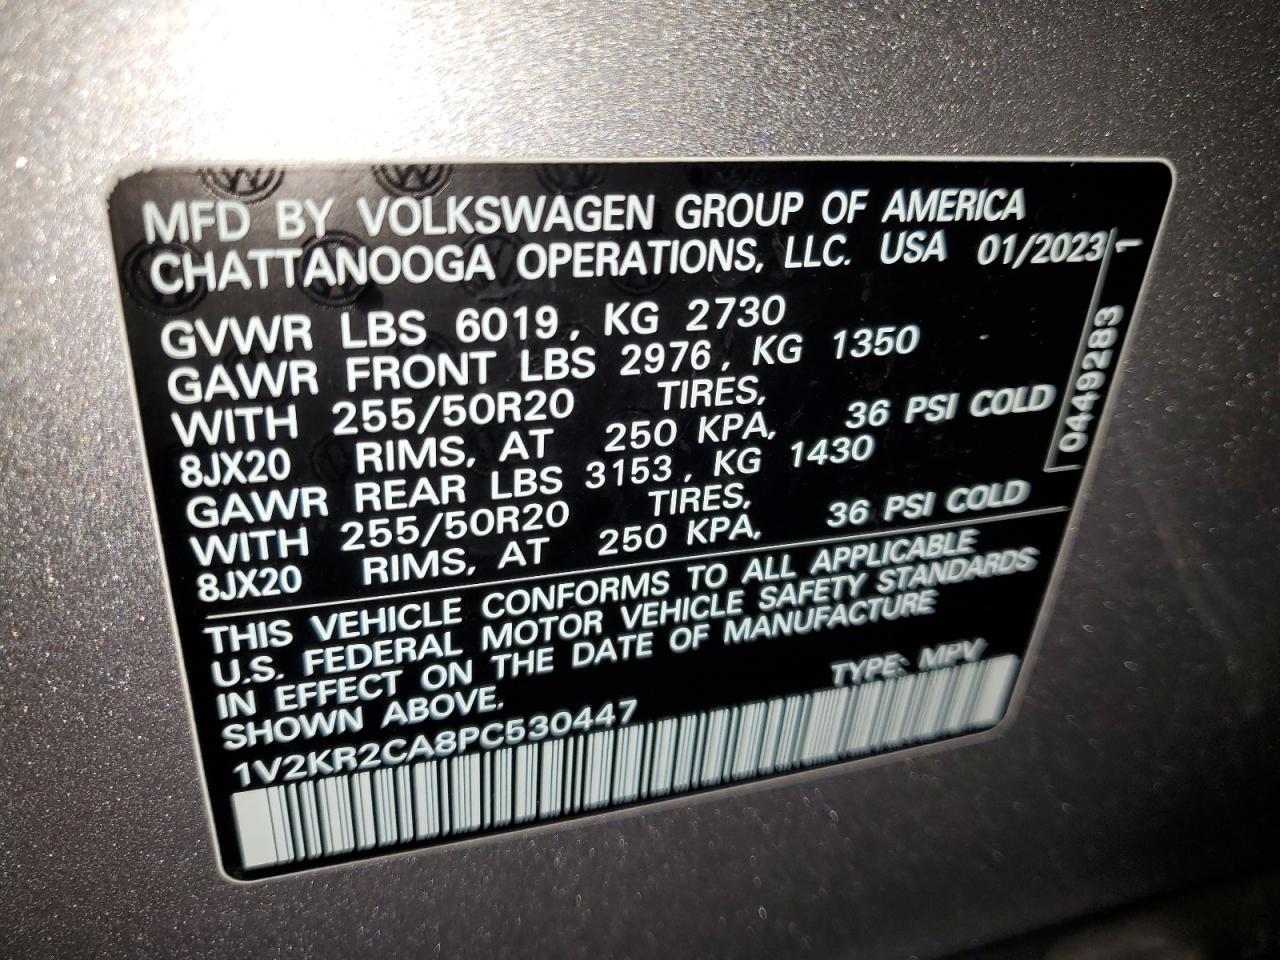 MFD BY VOLKSWAGEN GROUP OF AMERICA
CHATTANOOGA OPERATIONS, LLC. USA 01/2023
GVWR LBS 6019, KG 2730
GAWR FRONT LBS 2976, KG 1350
WITH 255/50R20 TIRES,
8JX20 RIMS, AT 250 KPA, 36 PSI COLD
GAWR REAR LBS 3153, KG 1430
WITH 255/50R20 TIRES,
8JX20 RIMS, AT 250 KPA, 36 PSI COLD
THIS VEHICLE CONFORMS TO ALL APPLICABLE
U.S. FEDERAL MOTOR VEHICLE SAFETY STANDARDS
IN EFFECT ON THE DATE OF MANUFACTURE
SHOWN ABOVE.
TYPE: MPV
1V2KR2CA8PC530447
0449283 1